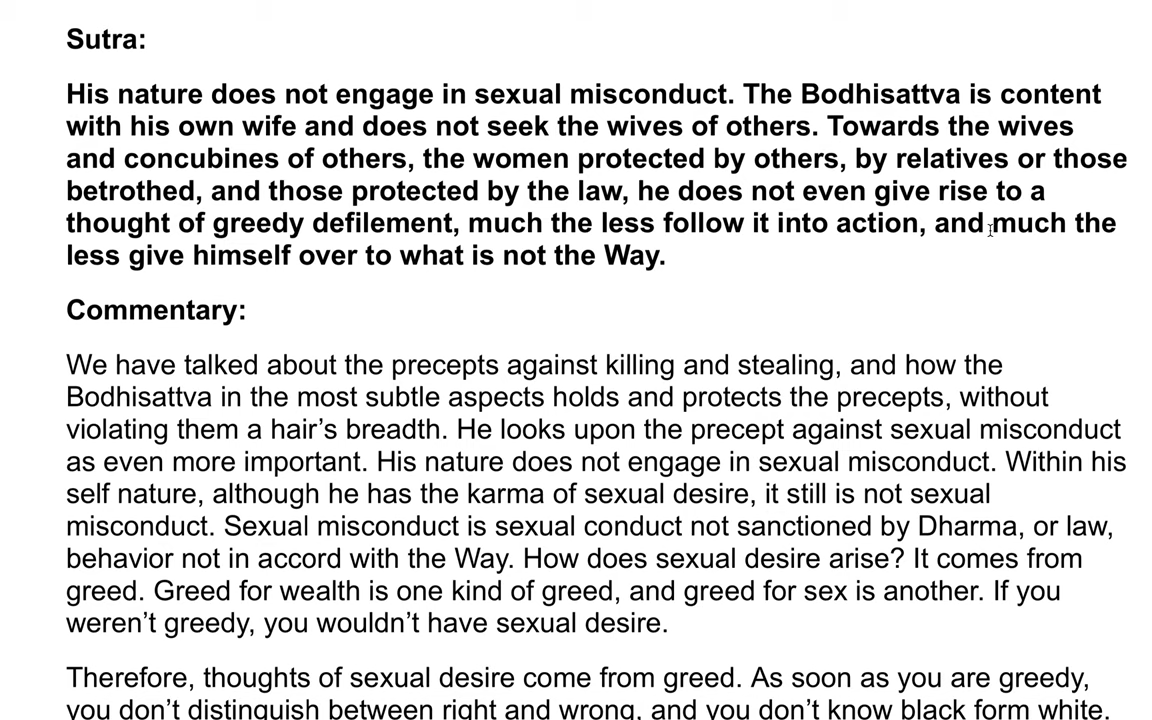 Sutra:
His nature does not engage in sexual misconduct. The Bodhisattva is content
with his own wife and does not seek the wives of others. Towards the wives
and concubines of others, the women protected by others, by relatives or those
betrothed, and those protected by the law, he does not even give rise to a
thought of greedy defilement, much the less follow it into action, and much the
less give himself over to what is not the Way.
Commentary:
We have talked about the precepts against killing and stealing, and how the
Bodhisattva in the most subtle aspects holds and protects the precepts, without
violating them a hair’s breadth. He looks upon the precept against sexual misconduct
as even more important. His nature does not engage in sexual misconduct. Within his
self nature, although he has the karma of sexual desire, it still is not sexual
misconduct. Sexual misconduct is sexual conduct not sanctioned by Dharma, or law,
behavior not in accord with the Way. How does sexual desire arise? It comes from
greed. Greed for wealth is one kind of greed, and greed for sex is another. If you
weren’t greedy, you wouldn’t have sexual desire.
Therefore, thoughts of sexual desire come from greed. As soon as you are greedy,
you don’t distinguish between right and wrong, and you don’t know black form white.